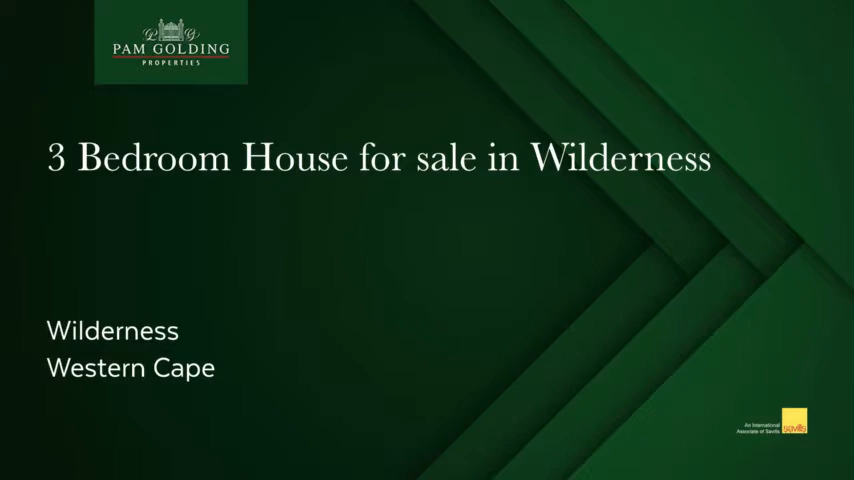 PAM GOLDING
PROPERTIES
3 Bedroom House for sale in Wilderness
Wilderness
Western Cape
An International
Associate of Savills
savills